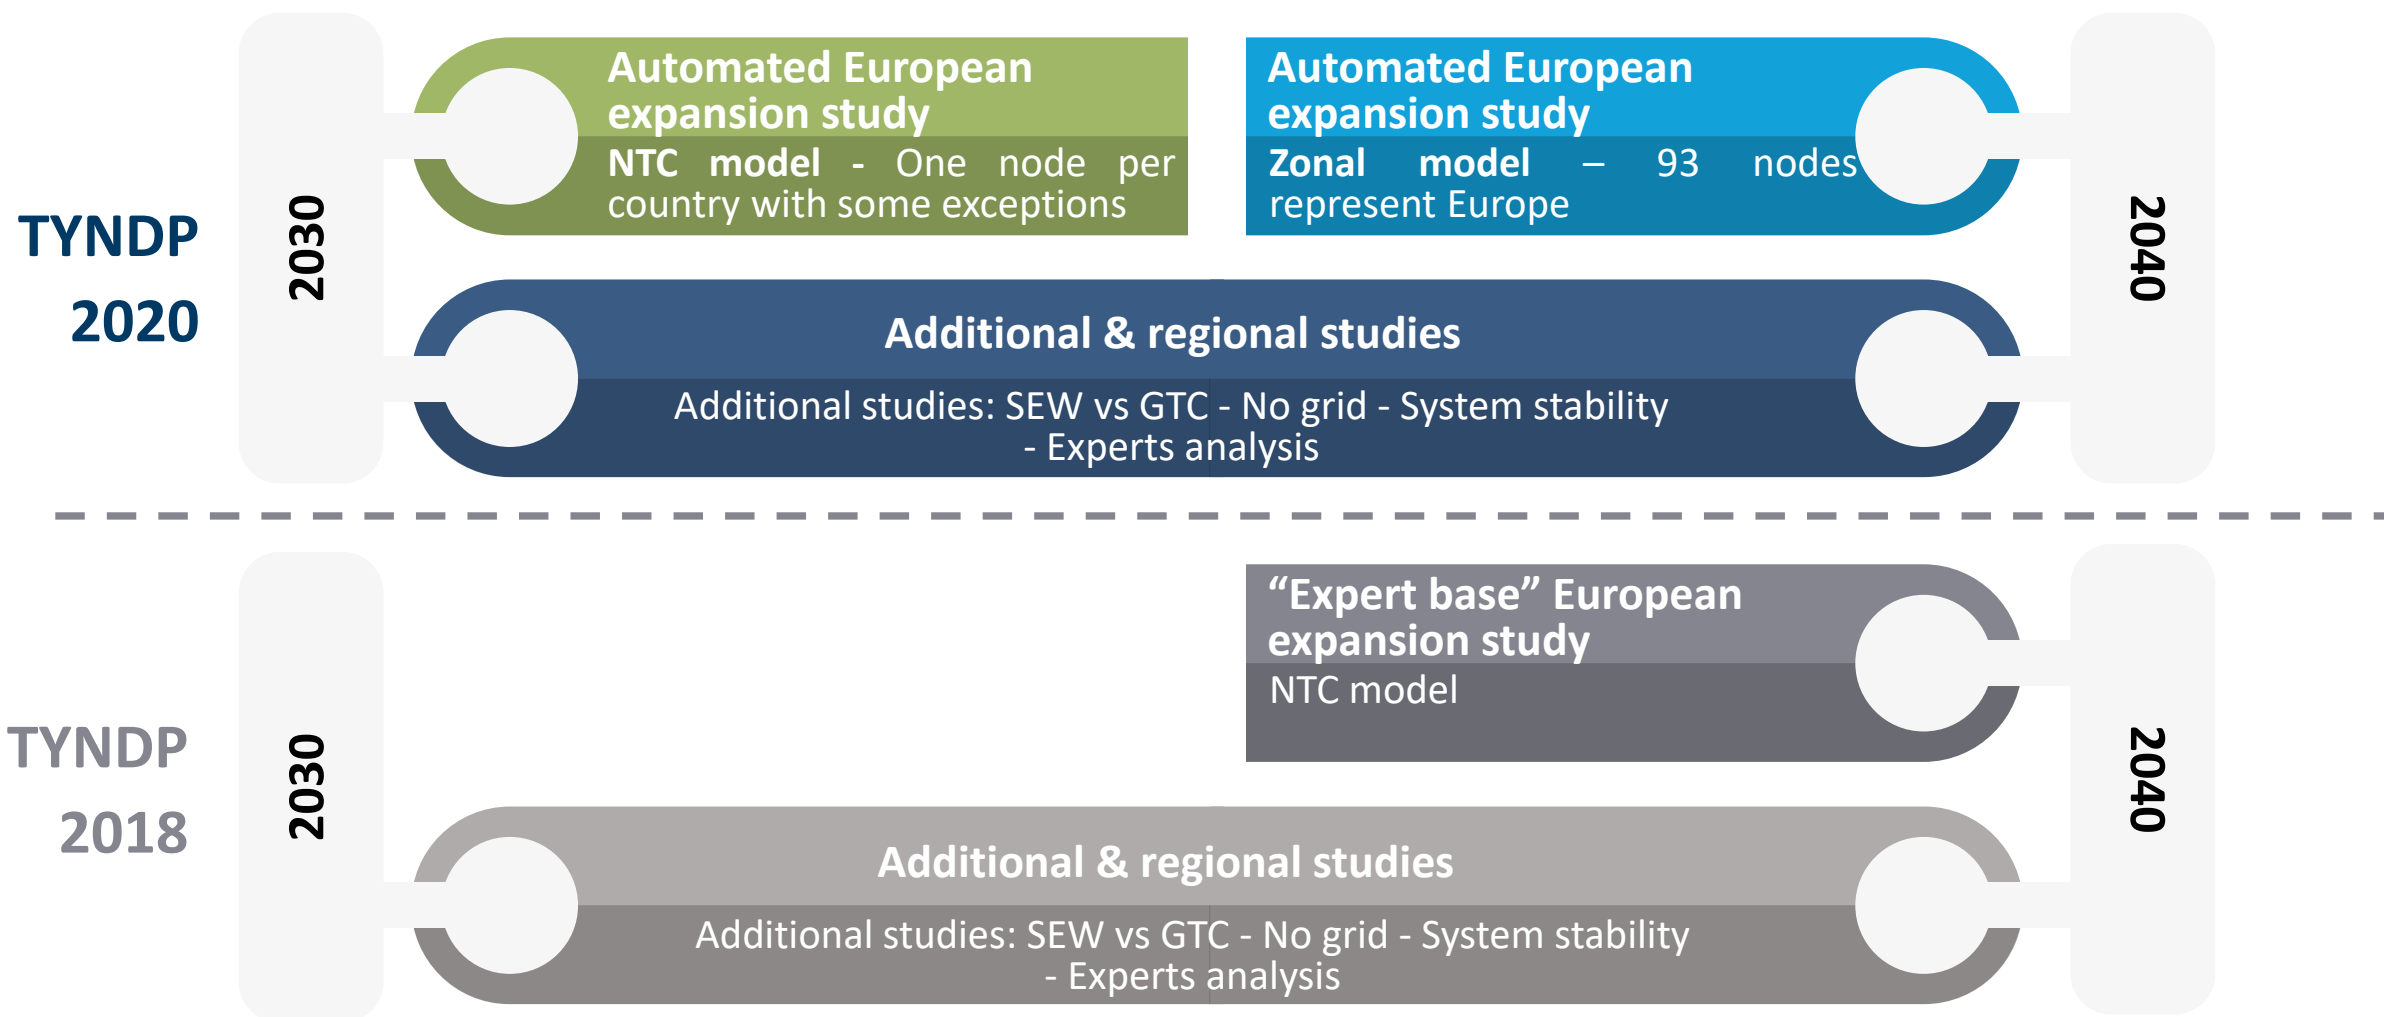 TYNDP
2020
2030
Automated European
expansion study
NTC model - One node per
country with some exceptions
Automated European
expansion study
Zonal model – 93 nodes
represent Europe
2040
Additional & regional studies
Additional studies: SEW vs GTC - No grid - System stability
- Experts analysis
TYNDP
2018
2030
“Expert base” European
expansion study
NTC model
2040
Additional & regional studies
Additional studies: SEW vs GTC - No grid - System stability
- Experts analysis